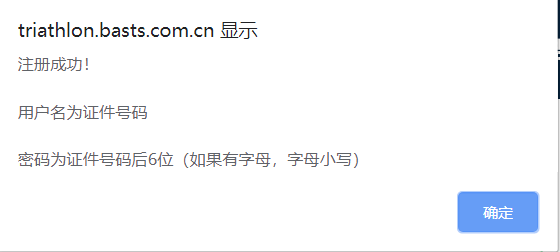 triathlon.basts.com.cn 显示
注册成功！
用户名为证件号码
密码为证件号码后6位（如果有字母，字母小写）
确定